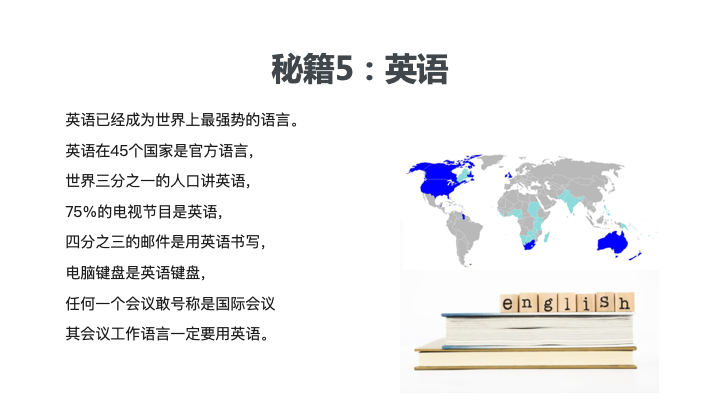 秘籍5：英语
英语已经成为世界上最强势的语言。
英语在45个国家是官方语言，
世界三分之一的人口讲英语，
75%的电视节目是英语，
四分之三的邮件是用英语书写，
电脑键盘是英语键盘，
任何一个会议敢号称是国际会议
其会议工作语言一定要用英语。
english